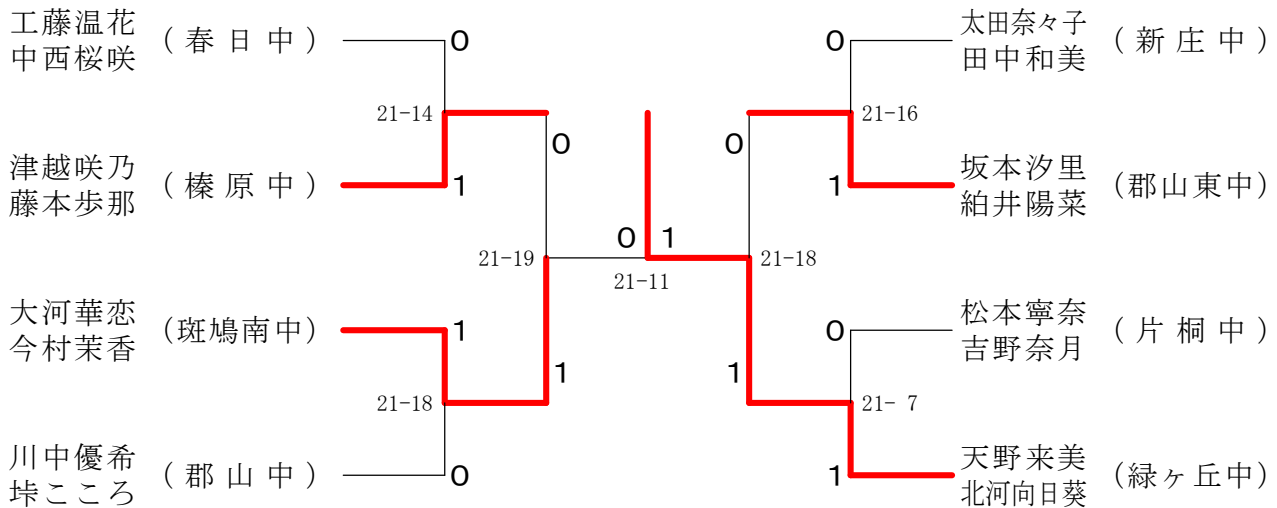 工藤温花
中西桜咲
(春日中)
0
21-14
津越咲乃
藤本歩那
(榛原中)
1
0
21-19
大河華恋
今村茉香
(斑鳩南中)
1
1
21-18
川中優希
垰こころ
(郡山中)
0
0
1
21-11
太田奈々子
田中和美
(新庄中)
0
21-16
坂本汐里
絈井陽菜
(郡山東中)
1
0
21-18
松本寧奈
吉野奈月
(片桐中)
0
1
21- 7
天野来美
北河向日葵
(緑ヶ丘中)
1